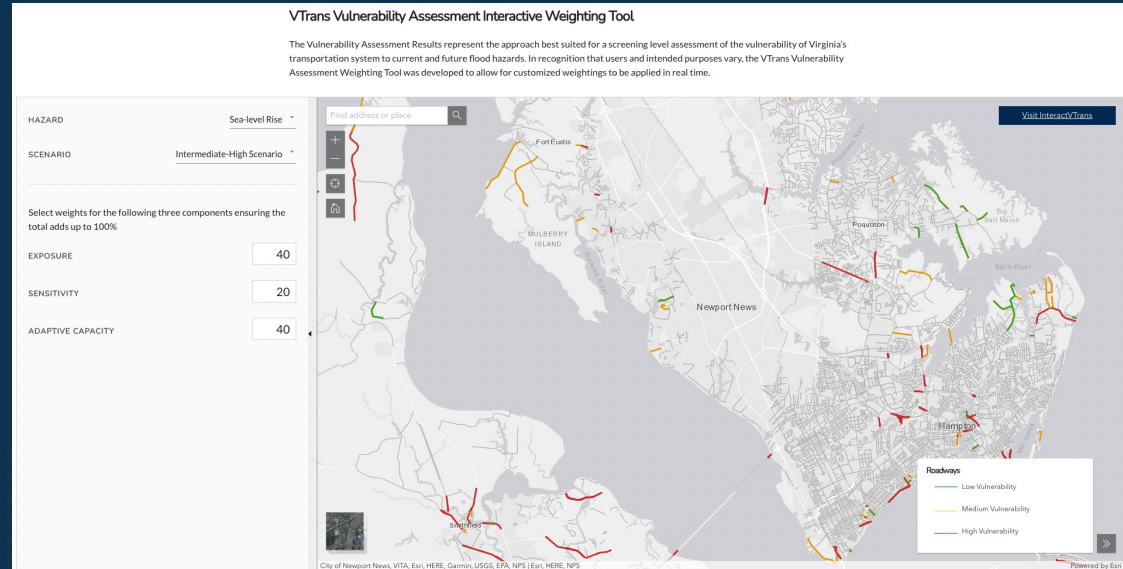 VTrans Vulnerability Assessment Interactive Weighting Tool
The Vulnerability Assessment Results represent the approach best suited for a screening level assessment of the vulnerability of Virginia's
transportation system to current and future flood hazards. In recognition that users and intended purposes vary, the VTrans Vulnerability
Assessment Weighting Tool was developed to allow for customized weightings to be applied in real time.
HAZARD
Sea-level Rise
SCENARIO
Intermediate-High Scenario
Select weights for the following three components ensuring the
total adds up to 100%
EXPOSURE
40
SENSITIVITY
20
ADAPTIVE CAPACITY
40
Find address or place
Visit InteractVTrans
Fort Eustis
Big
Salt Marsh
Poquoson
MULBERRY
ISLAND
Back River
Newport News
Hampton
Smithfield
Roadways
Low Vulnerability
Medium Vulnerability
High Vulnerability
City of Newport News, VITA, Esri, HERE, Garmin, USGS, EPA, NPS | Esri, HERE, NPS
Powered by Esri